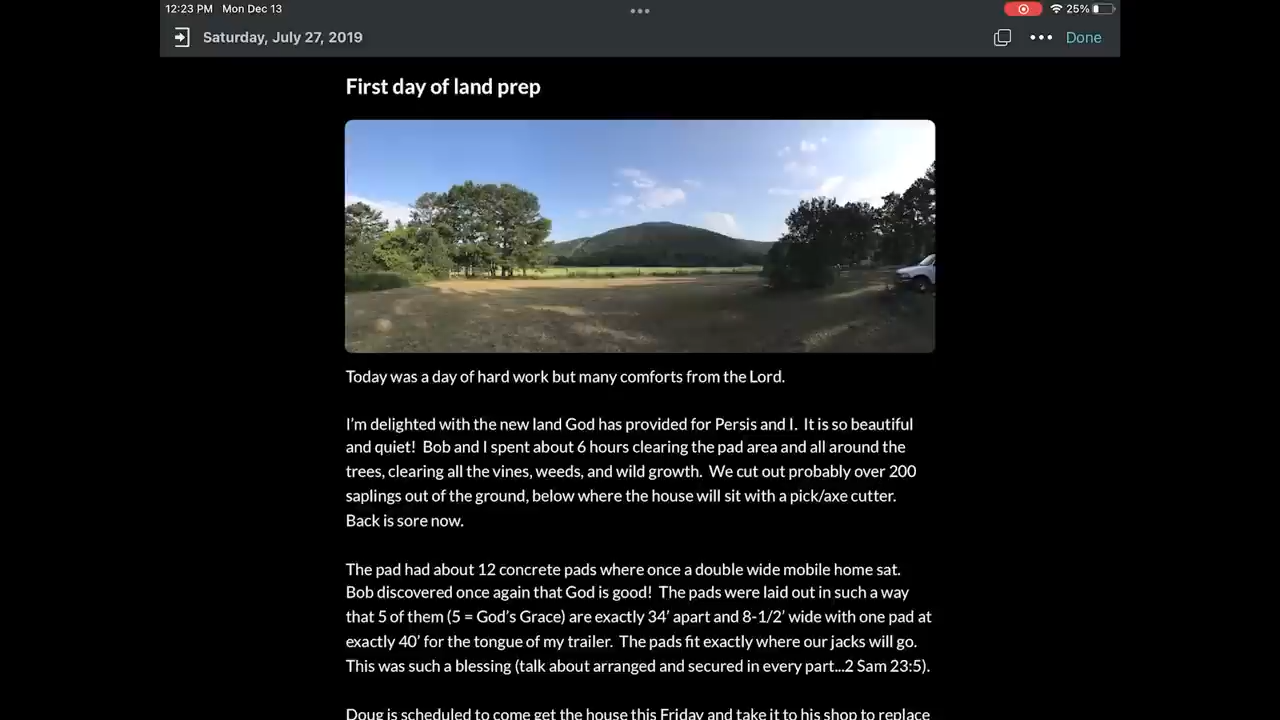 12:23 PM Mon Dec 13
25%
Saturday, July 27, 2019
Done
First day of land prep
Today was a day of hard work but many comforts from the Lord.
I'm delighted with the new land God has provided for Persis and I. It is so beautiful
and quiet! Bob and I spent about 6 hours clearing the pad area and all around the
trees, clearing all the vines, weeds, and wild growth. We cut out probably over 200
saplings out of the ground, below where the house will sit with a pick/axe cutter.
Back is sore now.
The pad had about 12 concrete pads where once a double wide mobile home sat.
Bob discovered once again that God is good! The pads were laid out in such a way
that 5 of them (5 = God's Grace) are exactly 34' apart and 8-1/2' wide with one pad at
exactly 40' for the tongue of my trailer. The pads fit exactly where our jacks will go.
This was such a blessing (talk about arranged and secured in every part...2 Sam 23:5).
Doug is scheduled to come get the house this Friday and take it to his shop to replace